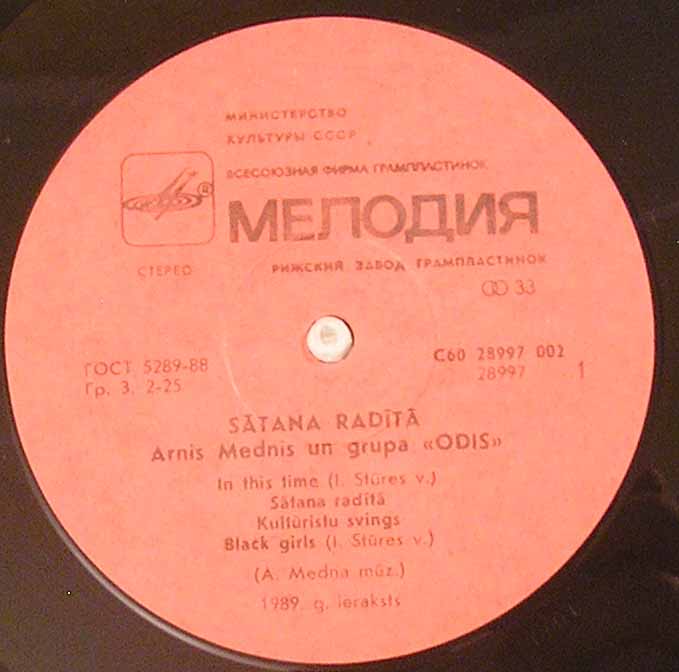 МИНИСТЕРСТВО
КУЛЬТУРЫ СССР
ВСЕСОЮЗНАЯ ФИРМА ГРАМПЛАСТИНОК
®
МЕЛОДИЯ
СТЕРЕО
РИЖСКИЙ ЗАВОД ГРАМПЛАСТИНОК
33
ГОСТ 5289-88
Гр. 3. 2-25
С60 28997 002
28997
1
SĀTANA RADĪTĀ
Arnis Mednis un grupa «ODIS»
In this time (I. Stūres v.)
Sātana radītā
Kultūristu svings
Black girls (I. Stūres v.)
(A. Medņa mūz.)
1989. g. ieraksts